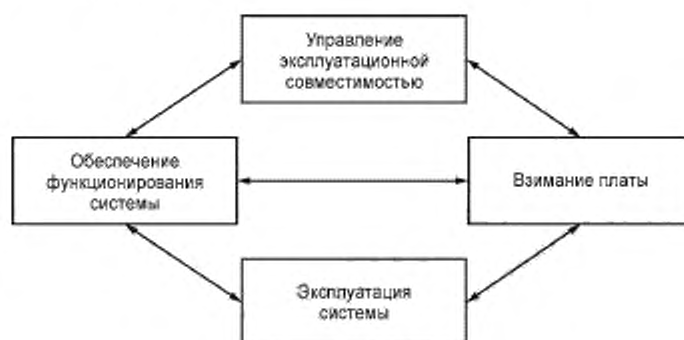 Управление
эксплуатационной
совместимостью
Обеспечение
функционирования
системы
Взимание платы
Эксплуатация
системы